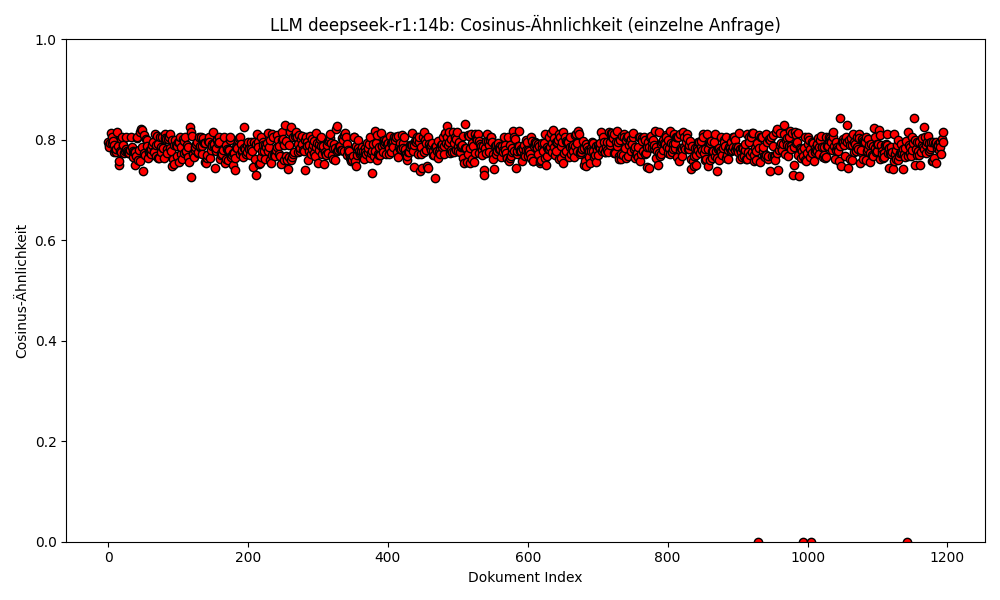 LLM deepseek-r1:14b: Cosinus-Ähnlichkeit (einzelne Anfrage)
1.0
0.8
0.6
0.4
0.2
0.0
Cosinus-Ähnlichkeit
0 200 400 600 800 1000 1200
Dokument Index